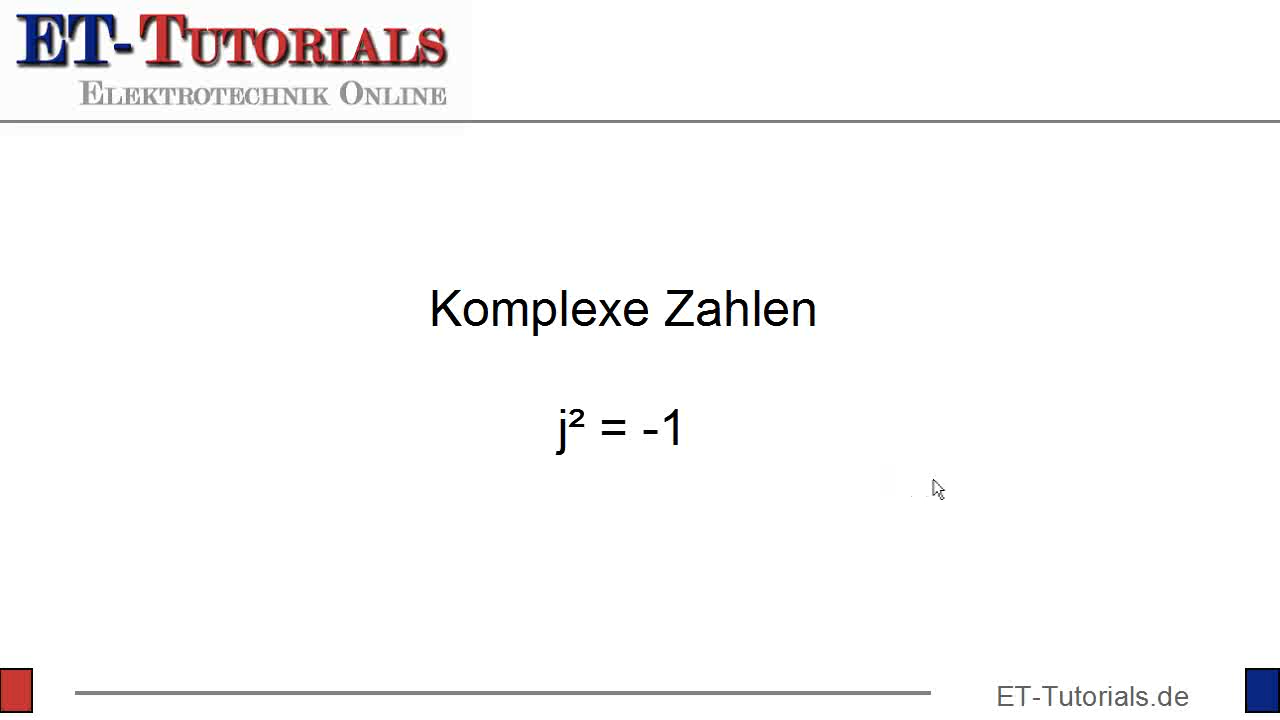 ET-Tutorials
Elektrotechnik Online
Komplexe Zahlen
j² = -1
ET-Tutorials.de